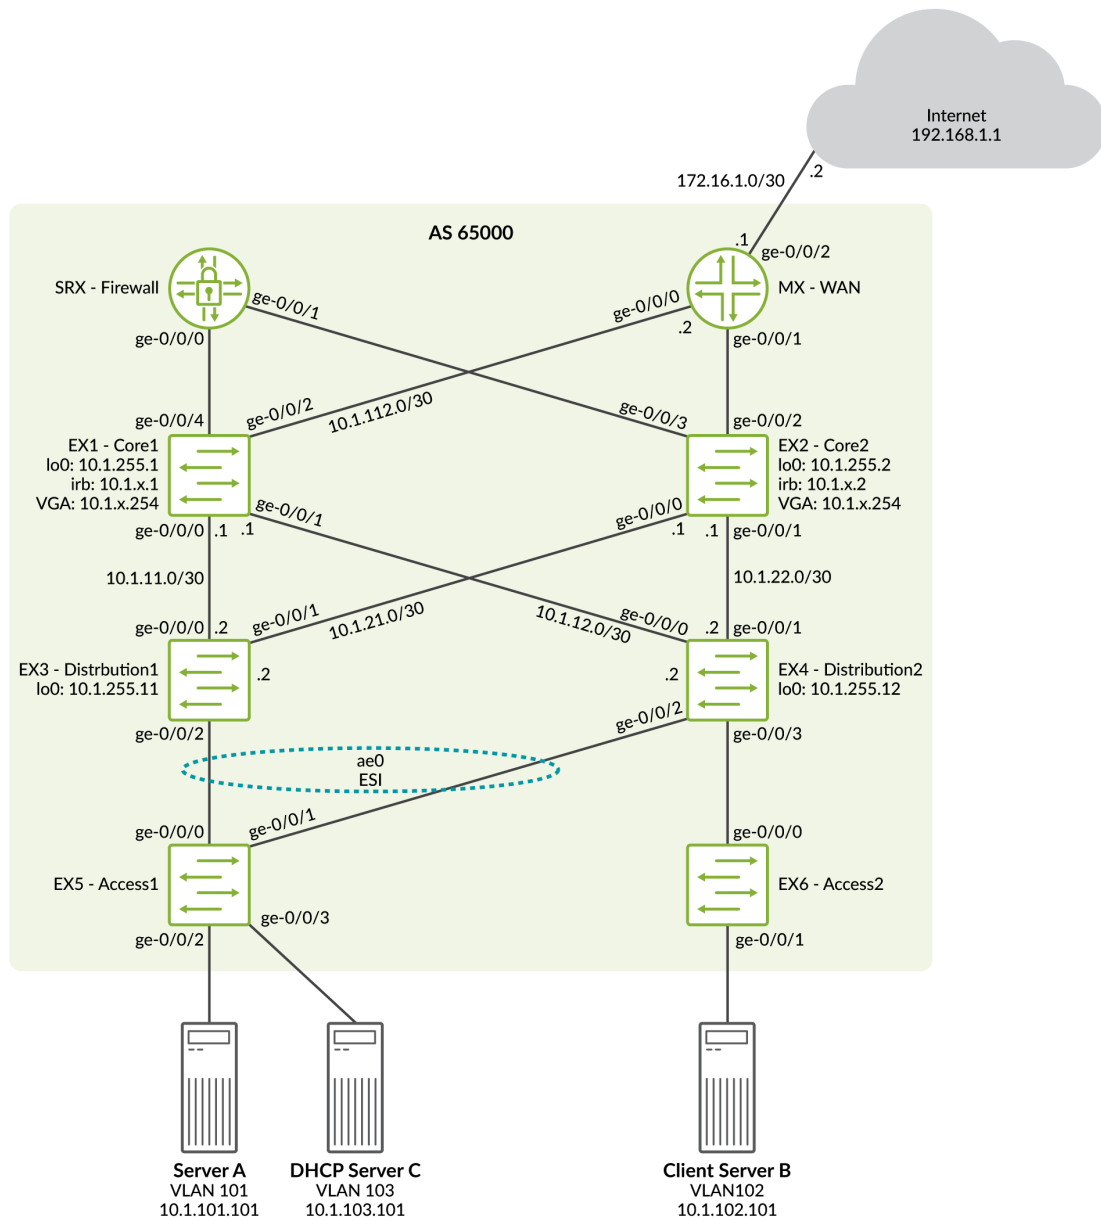 Internet
192.168.1.1
172.16.1.0/30
.2
AS 65000
.1
ge-0/0/2
SRX - Firewall
ge-0/0/1
ge-0/0/0
MX - WAN
.2
ge-0/0/0
ge-0/0/1
ge-0/0/4
ge-0/0/2
10.1.112.0/30
ge-0/0/3
ge-0/0/2
EX1 - Core1
lo0: 10.1.255.1
irb: 10.1.x.1
VGA: 10.1.x.254
EX2 - Core2
lo0: 10.1.255.2
irb: 10.1.x.2
VGA: 10.1.x.254
ge-0/0/0
.1
.1
ge-0/0/1
ge-0/0/0
.1
.1
ge-0/0/1
10.1.11.0/30
10.1.22.0/30
ge-0/0/0
.2
ge-0/0/1
10.1.21.0/30
10.1.12.0/30
ge-0/0/0
.2
ge-0/0/1
EX3 - Distrbution1
lo0: 10.1.255.11
.2
.2
EX4 - Distribution2
lo0: 10.1.255.12
ge-0/0/2
ge-0/0/2
ge-0/0/3
ae0
ESI
ge-0/0/0
ge-0/0/1
ge-0/0/0
EX5 - Access1
EX6 - Access2
ge-0/0/2
ge-0/0/3
ge-0/0/1
Server A
VLAN 101
10.1.101.101
DHCP Server C
VLAN 103
10.1.103.101
Client Server B
VLAN102
10.1.102.101